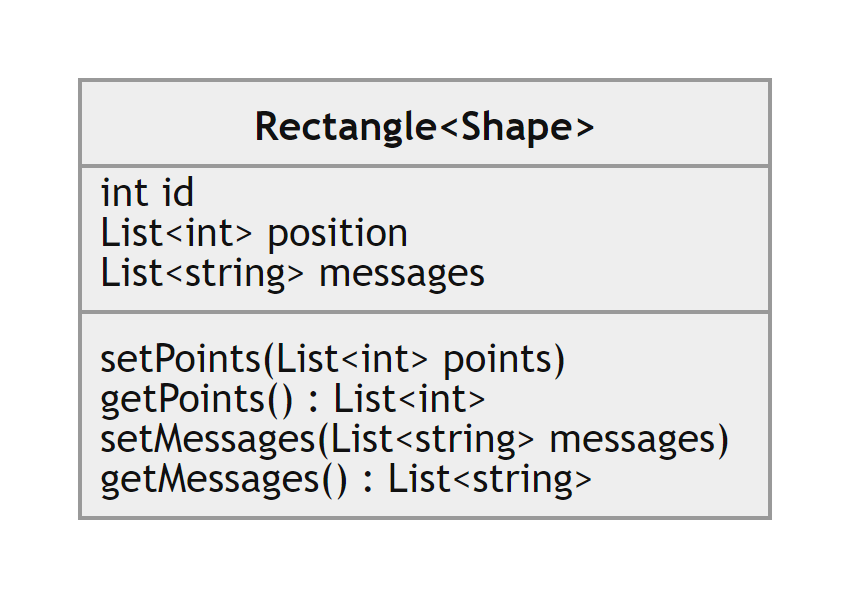 Rectangle<Shape>
int id
List<int> position
List<string> messages
setPoints(List<int> points)
getPoints() : List<int>
setMessages(List<string> messages)
getMessages() : List<string>